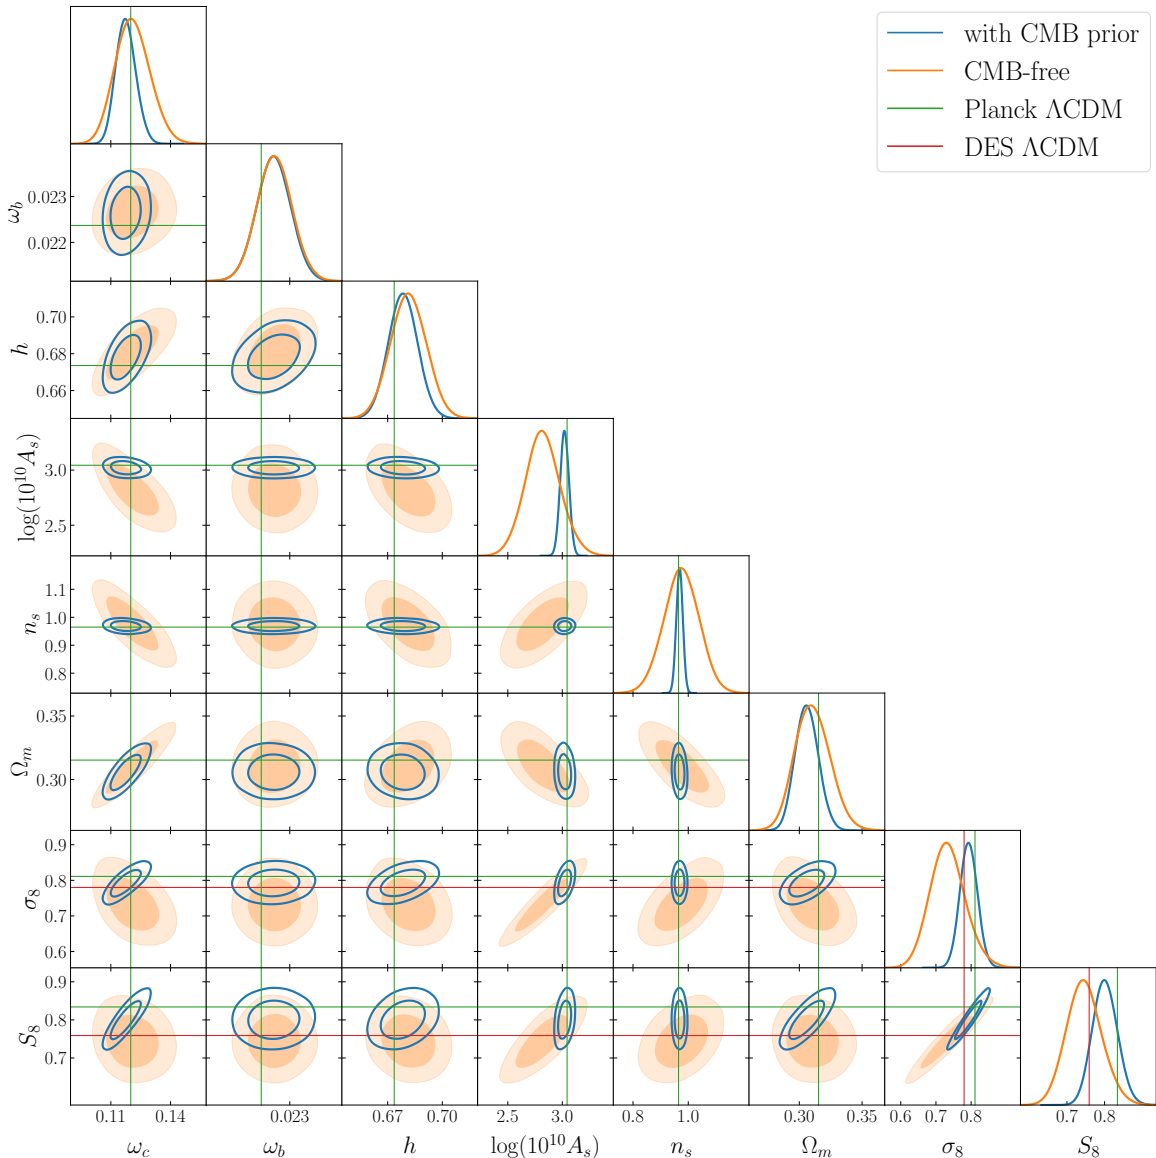 with CMB prior
CMB-free
Planck ΛCDM
DES ΛCDM
0.023
0.022
ω_b
0.70
0.68
0.66
h
3.0
2.5
log(10^{10}A_s)
1.1
1.0
0.9
0.8
n_s
0.35
0.30
Ω_m
0.9
0.8
0.7
0.6
σ_8
0.9
0.8
0.7
S_8
0.11 0.14 0.023 0.67 0.70 2.5 3.0 0.8 1.0 0.30 0.35 0.6 0.7 0.8 0.7 0.8
ω_c ω_b h log(10^{10}A_s) n_s Ω_m σ_8 S_8